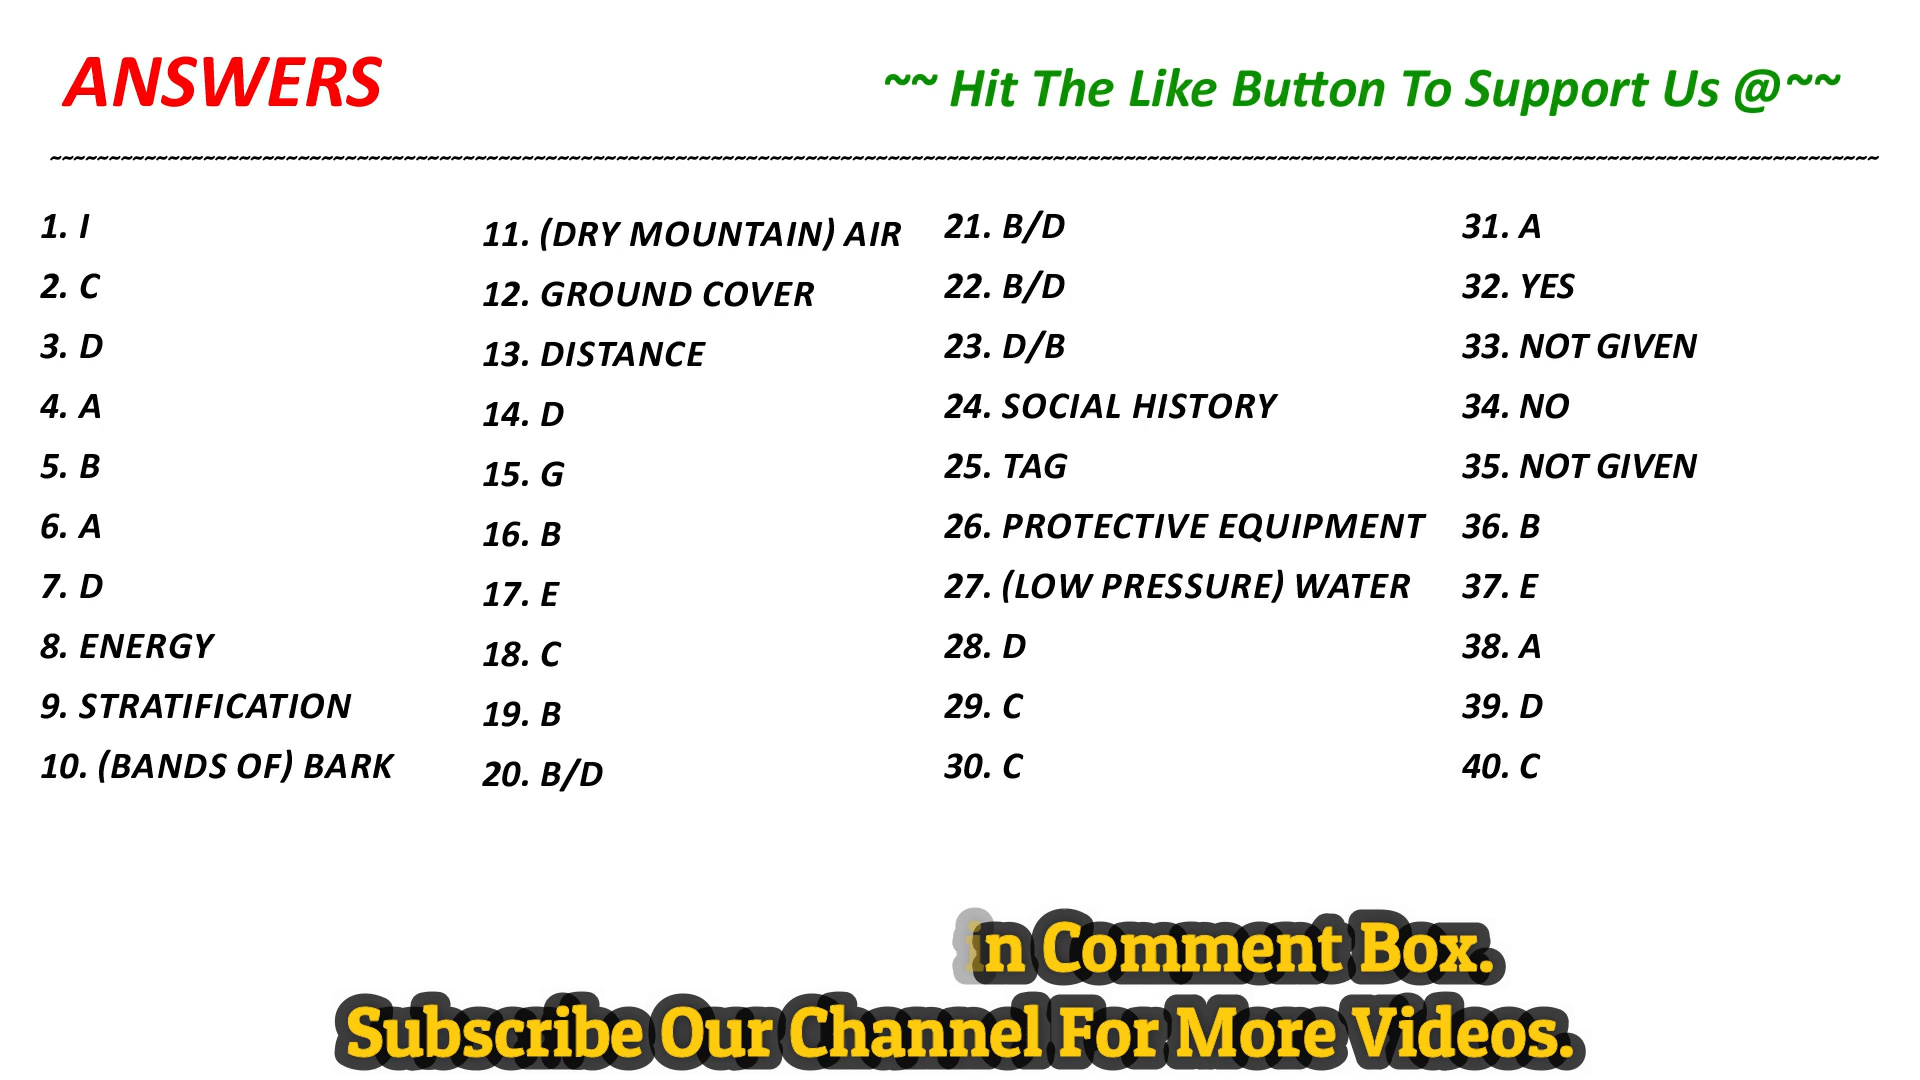 ANSWERS
~~ Hit The Like Button To Support Us @~~
1. I
2. C
3. D
4. A
5. B
6. A
7. D
8. ENERGY
9. STRATIFICATION
10. (BANDS OF) BARK
11. (DRY MOUNTAIN) AIR
12. GROUND COVER
13. DISTANCE
14. D
15. G
16. B
17. E
18. C
19. B
20. B/D
21. B/D
22. B/D
23. D/B
24. SOCIAL HISTORY
25. TAG
26. PROTECTIVE EQUIPMENT
27. (LOW PRESSURE) WATER
28. D
29. C
30. C
31. A
32. YES
33. NOT GIVEN
34. NO
35. NOT GIVEN
36. B
37. E
38. A
39. D
40. C
in Comment Box.
Subscribe Our Channel For More Videos.